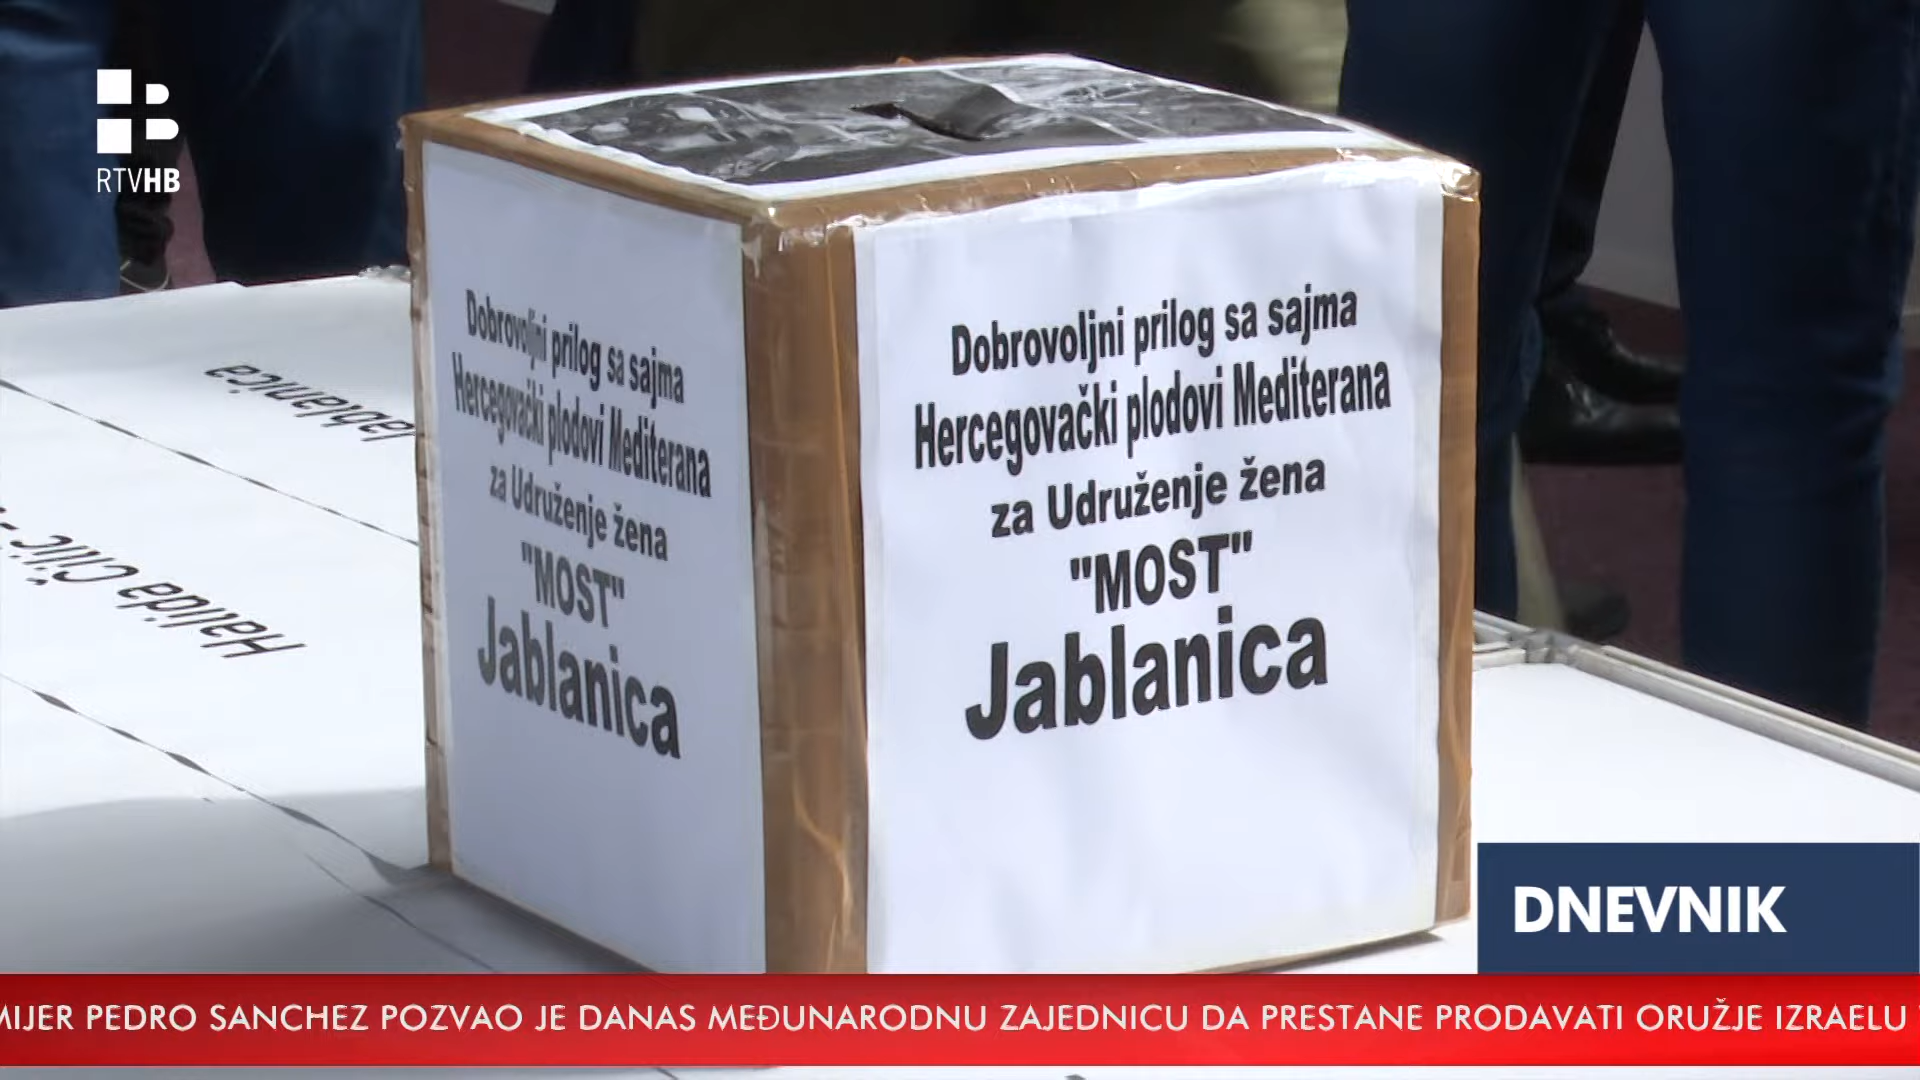 RTVHB
Dobrovoljni prilog sa sajma
Hercegovački plodovi Mediterana
za Udruženje žena
"MOST"
Jablanica
Dobrovoljni prilog sa sajma
Hercegovački plodovi Mediterana
za Udruženje žena
"MOST"
Jablanica
Jablanica
Halida Čilić
DNEVNIK
MIJER PEDRO SANCHEZ POZVAO JE DANAS MEĐUNARODNU ZAJEDNICU DA PRESTANE PRODAVATI ORUŽJE IZRAELU